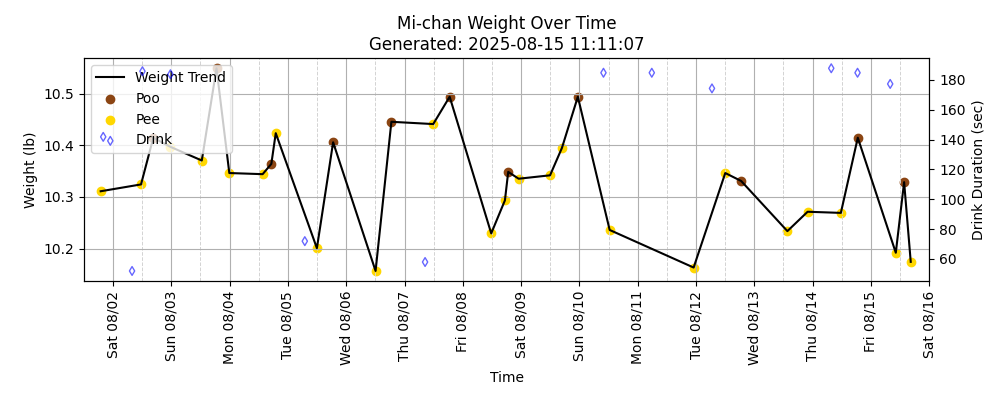 Mi-chan Weight Over Time
Generated: 2025-08-15 11:11:07
Weight Trend
Poo
Pee
Drink
Weight (lb)
10.5
10.4
10.3
10.2
Drink Duration (sec)
180
160
140
120
100
80
60
Sat 08/02
Sun 08/03
Mon 08/04
Tue 08/05
Wed 08/06
Thu 08/07
Fri 08/08
Sat 08/09
Sun 08/10
Mon 08/11
Tue 08/12
Wed 08/13
Thu 08/14
Fri 08/15
Sat 08/16
Time